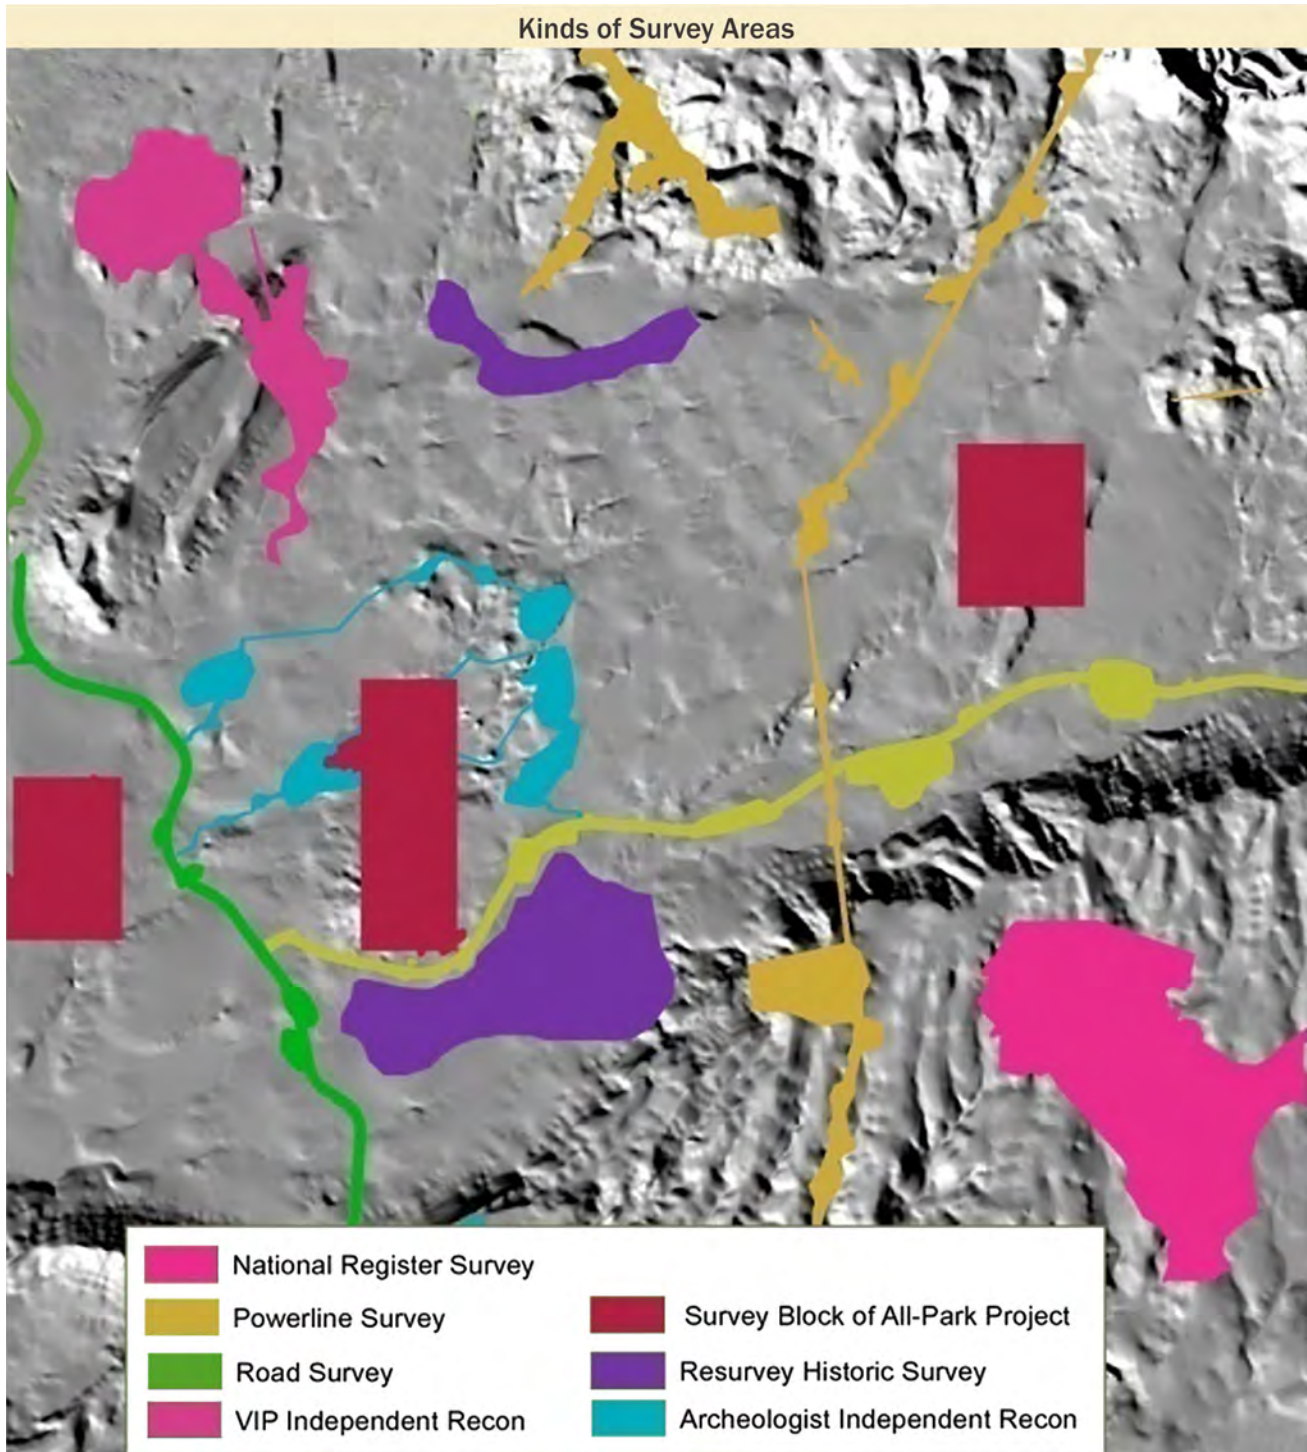 Kinds of Survey Areas
National Register Survey
Powerline Survey
Road Survey
VIP Independent Recon
Survey Block of All-Park Project
Resurvey Historic Survey
Archeologist Independent Recon